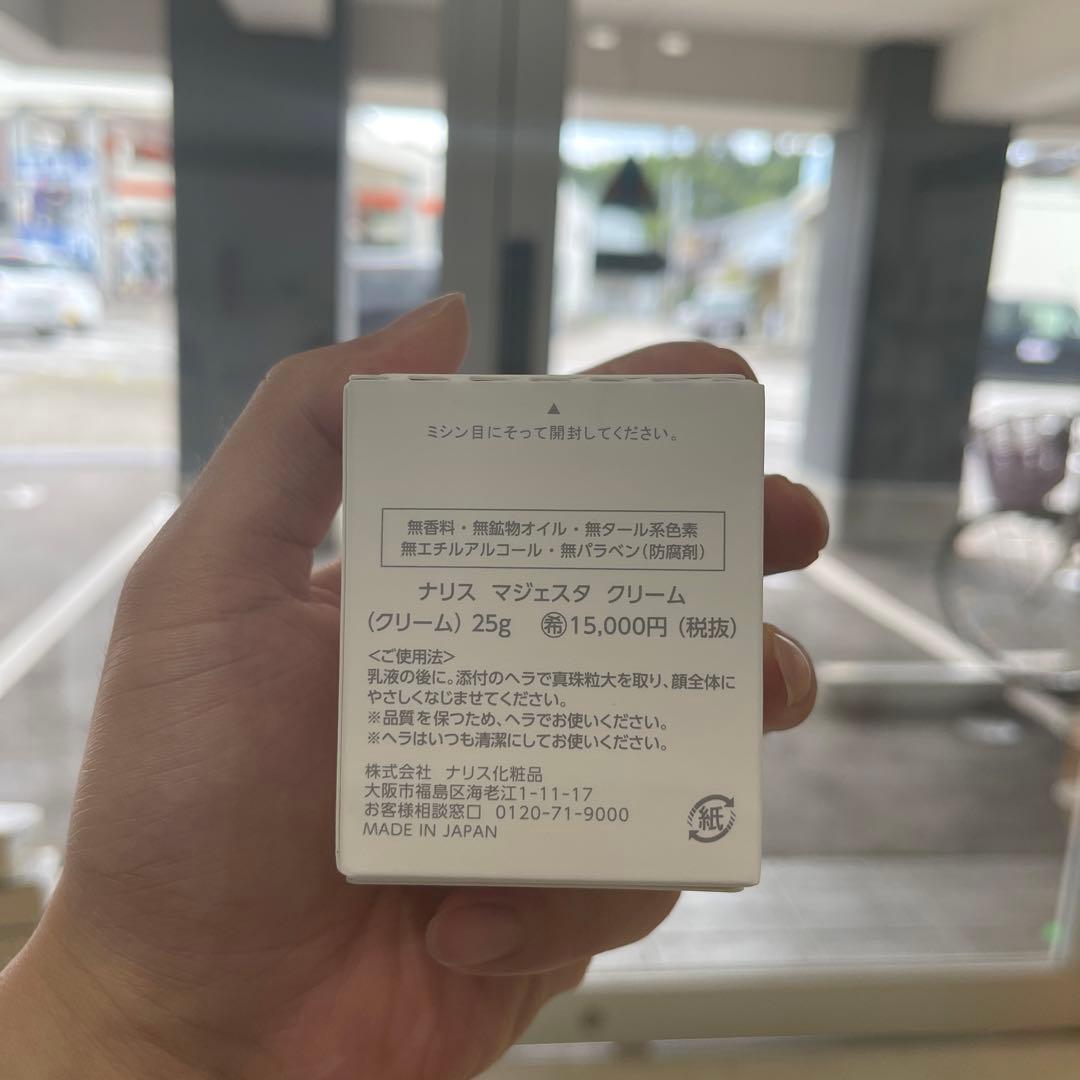 ▲
ミシン目にそって開封してください。
無香料・無鉱物オイル・無タール系色素
無エチルアルコール・無パラベン(防腐剤)
ナリス マジェスタ クリーム
(クリーム) 25g ㊙希15,000円 (税抜)
<ご使用法>
乳液の後に。添付のヘラで真珠粒大を取り、顔全体に
やさしくなじませてください。
※品質を保つため、ヘラでお使いください。
※ヘラはいつも清潔にしてお使いください。
株式会社 ナリス化粧品
大阪市福島区海老江1-11-17
お客様相談窓口 0120-71-9000
MADE IN JAPAN
紙